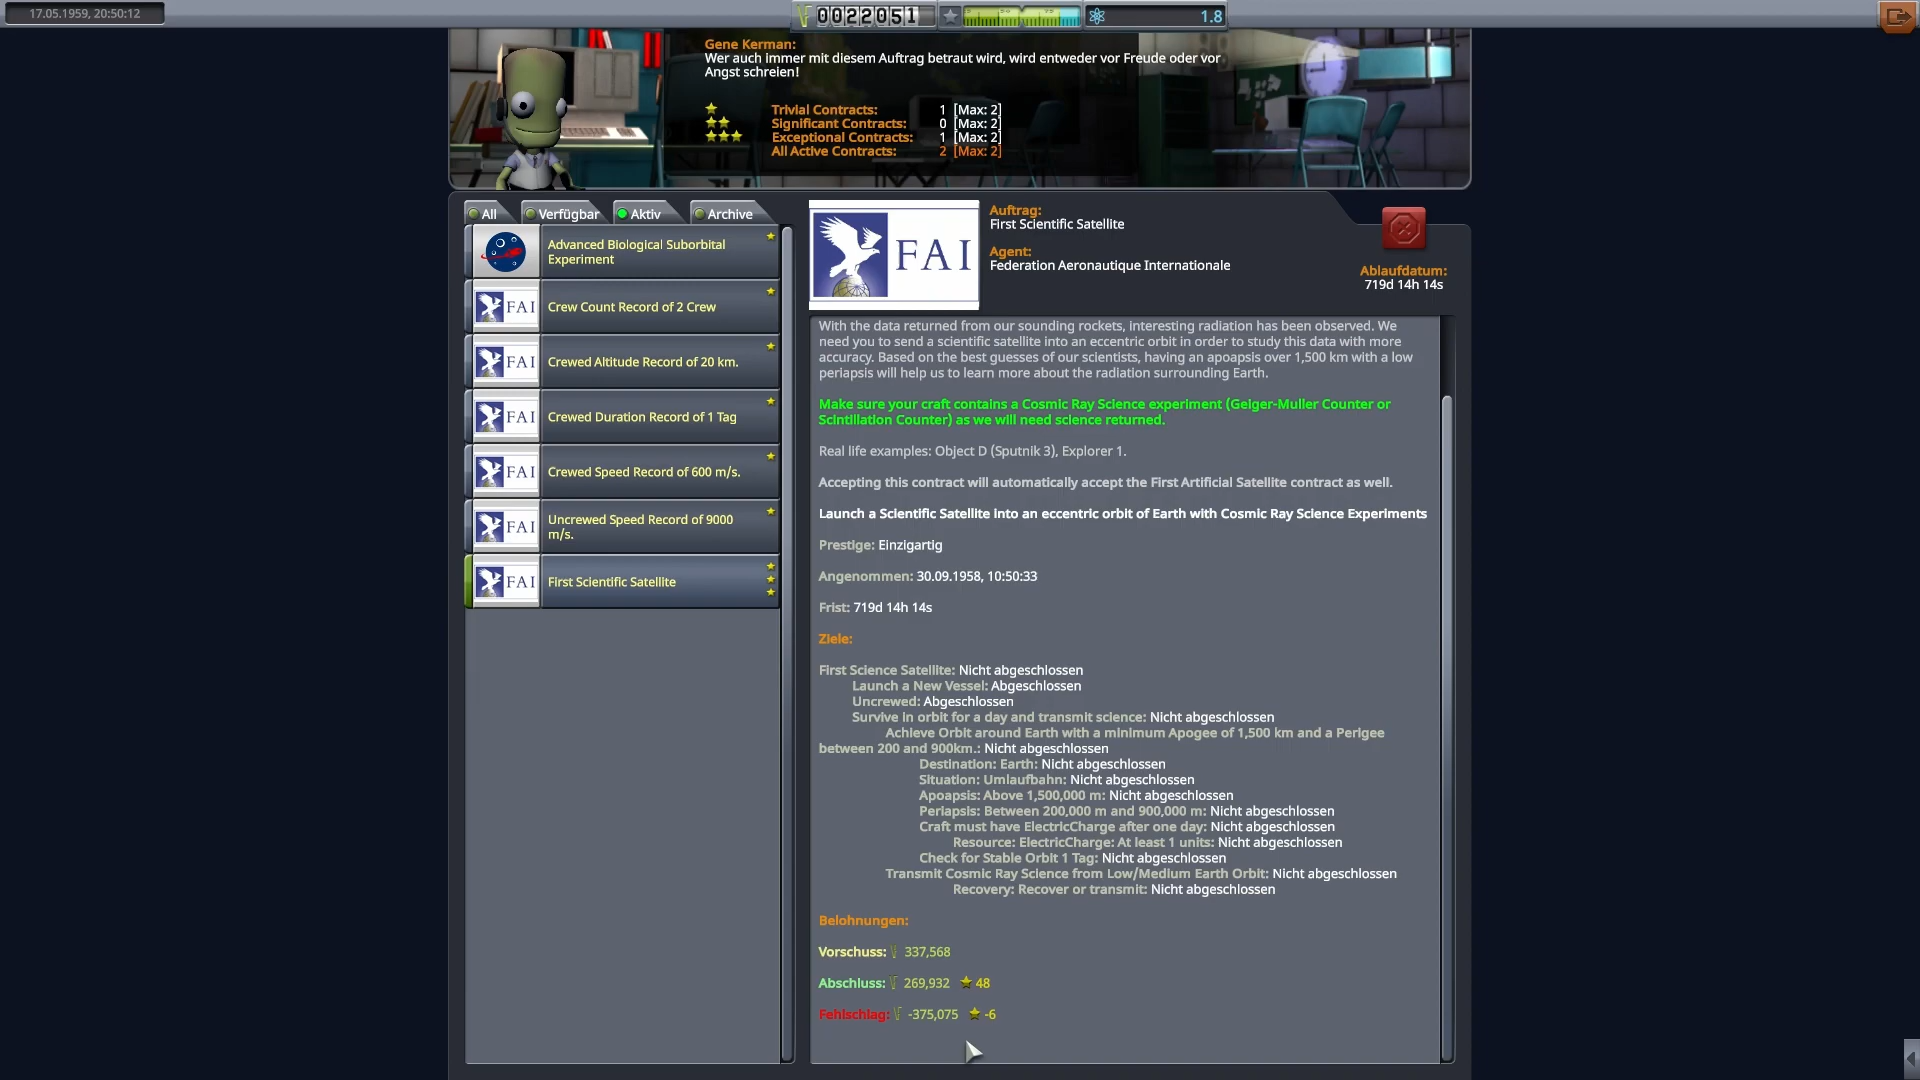 17.05.1959, 20:50:12
0022051
1.8
Gene Kerman:
Wer auch immer mit diesem Auftrag betraut wird, wird entweder vor Freude oder vor
Angst schreien!
Trivial Contracts: 1 [Max: 2]
Significant Contracts: 0 [Max: 2]
Exceptional Contracts: 1 [Max: 2]
All Active Contracts: 2 [Max: 2]
All Verfügbar Aktiv Archive
Advanced Biological Suborbital
Experiment
FAI Crew Count Record of 2 Crew
FAI Crewed Altitude Record of 20 km.
FAI Crewed Duration Record of 1 Tag
FAI Crewed Speed Record of 600 m/s.
FAI Uncrewed Speed Record of 9000
m/s.
FAI First Scientific Satellite
FAI
Auftrag:
First Scientific Satellite
Agent:
Federation Aeronautique Internationale
Ablaufdatum:
719d 14h 14s
With the data returned from our sounding rockets, interesting radiation has been observed. We
need you to send a scientific satellite into an eccentric orbit in order to study this data with more
accuracy. Based on the best guesses of our scientists, having an apoapsis over 1,500 km with a low
periapsis will help us to learn more about the radiation surrounding Earth.
Make sure your craft contains a Cosmic Ray Science experiment (Geiger-Muller Counter or
Scintillation Counter) as we will need science returned.
Real life examples: Object D (Sputnik 3), Explorer 1.
Accepting this contract will automatically accept the First Artificial Satellite contract as well.
Launch a Scientific Satellite into an eccentric orbit of Earth with Cosmic Ray Science Experiments
Prestige: Einzigartig
Angenommen: 30.09.1958, 10:50:33
Frist: 719d 14h 14s
Ziele:
First Science Satellite: Nicht abgeschlossen
Launch a New Vessel: Abgeschlossen
Uncrewed: Abgeschlossen
Survive in orbit for a day and transmit science: Nicht abgeschlossen
Achieve Orbit around Earth with a minimum Apogee of 1,500 km and a Perigee
between 200 and 900km.: Nicht abgeschlossen
Destination: Earth: Nicht abgeschlossen
Situation: Umlaufbahn: Nicht abgeschlossen
Apoapsis: Above 1,500,000 m: Nicht abgeschlossen
Periapsis: Between 200,000 m and 900,000 m: Nicht abgeschlossen
Craft must have ElectricCharge after one day: Nicht abgeschlossen
Resource: ElectricCharge: At least 1 units: Nicht abgeschlossen
Check for Stable Orbit 1 Tag: Nicht abgeschlossen
Transmit Cosmic Ray Science from Low/Medium Earth Orbit: Nicht abgeschlossen
Recovery: Recover or transmit: Nicht abgeschlossen
Belohnungen:
Vorschuss: 337,568
Abschluss: 269,932 48
Fehlschlag: -375,075 -6